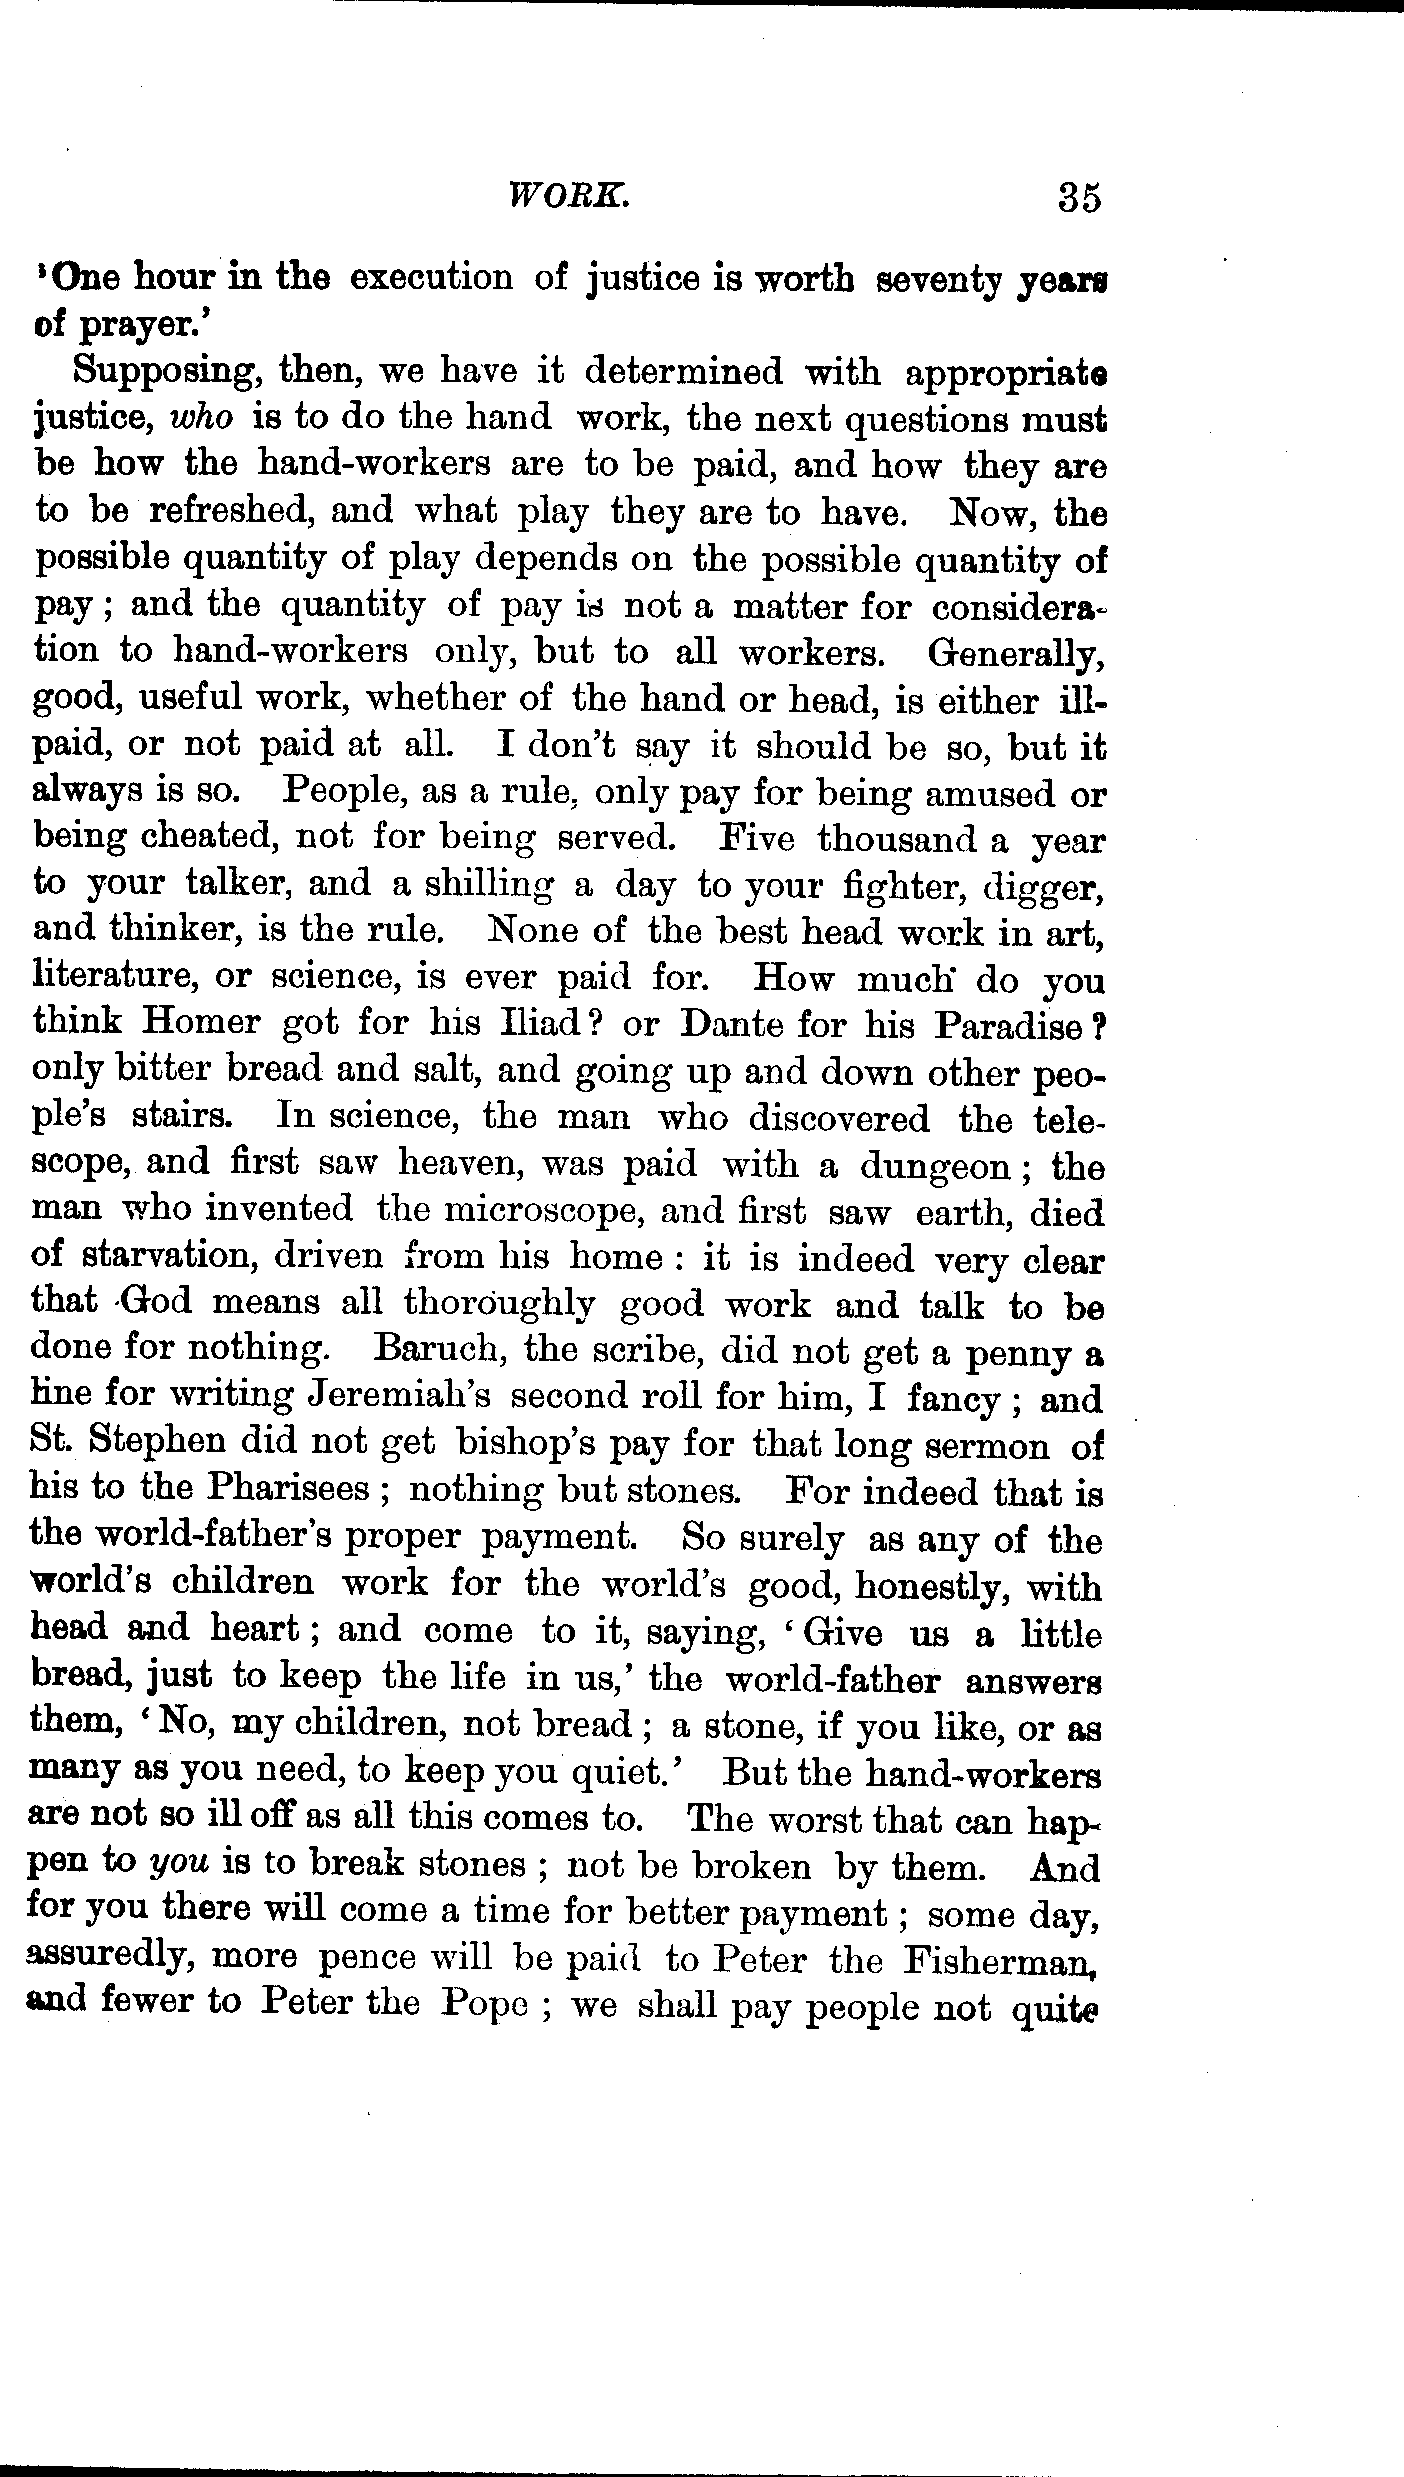 WORK. 35
'One hour in the execution of justice is worth seventy years
of prayer.'
Supposing, then, we have it determined with appropriate
justice, who is to do the hand work, the next questions must
be how the hand-workers are to be paid, and how they are
to be refreshed, and what play they are to have. Now, the
possible quantity of play depends on the possible quantity of
pay; and the quantity of pay is not a matter for considera-
tion to hand-workers only, but to all workers. Generally,
good, useful work, whether of the hand or head, is either ill-
paid, or not paid at all. I don't say it should be so, but it
always is so. People, as a rule, only pay for being amused or
being cheated, not for being served. Five thousand a year
to your talker, and a shilling a day to your fighter, digger,
and thinker, is the rule. None of the best head work in art,
literature, or science, is ever paid for. How much do you
think Homer got for his Iliad? or Dante for his Paradise?
only bitter bread and salt, and going up and down other peo-
ple's stairs. In science, the man who discovered the tele-
scope, and first saw heaven, was paid with a dungeon; the
man who invented the microscope, and first saw earth, died
of starvation, driven from his home: it is indeed very clear
that God means all thoroughly good work and talk to be
done for nothing. Baruch, the scribe, did not get a penny a
line for writing Jeremiah's second roll for him, I fancy; and
St. Stephen did not get bishop's pay for that long sermon of
his to the Pharisees; nothing but stones. For indeed that is
the world-father's proper payment. So surely as any of the
world's children work for the world's good, honestly, with
head and heart; and come to it, saying, 'Give us a little
bread, just to keep the life in us,' the world-father answers
them, 'No, my children, not bread; a stone, if you like, or as
many as you need, to keep you quiet.' But the hand-workers
are not so ill off as all this comes to. The worst that can hap-
pen to you is to break stones; not be broken by them. And
for you there will come a time for better payment; some day,
assuredly, more pence will be paid to Peter the Fisherman,
and fewer to Peter the Pope; we shall pay people not quite